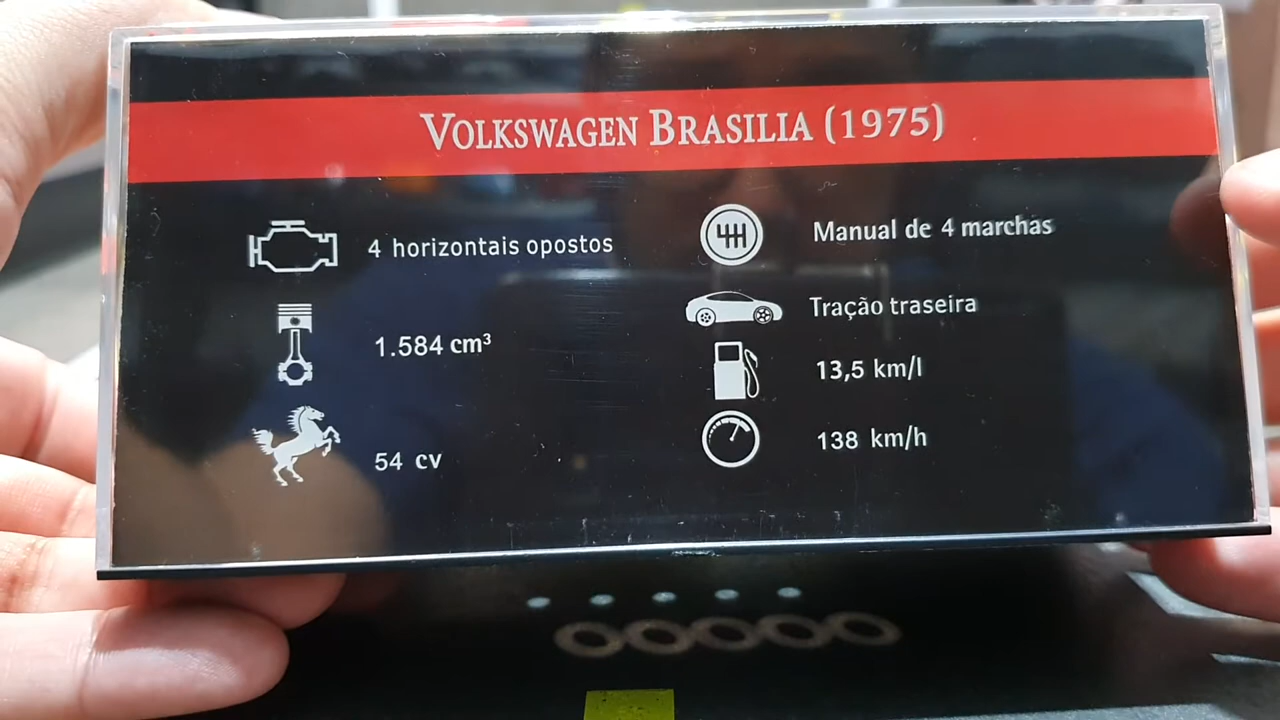 Volkswagen Brasilia (1975)
4 horizontais opostos
1.584 cm³
54 cv
Manual de 4 marchas
Tração traseira
13,5 km/l
138 km/h